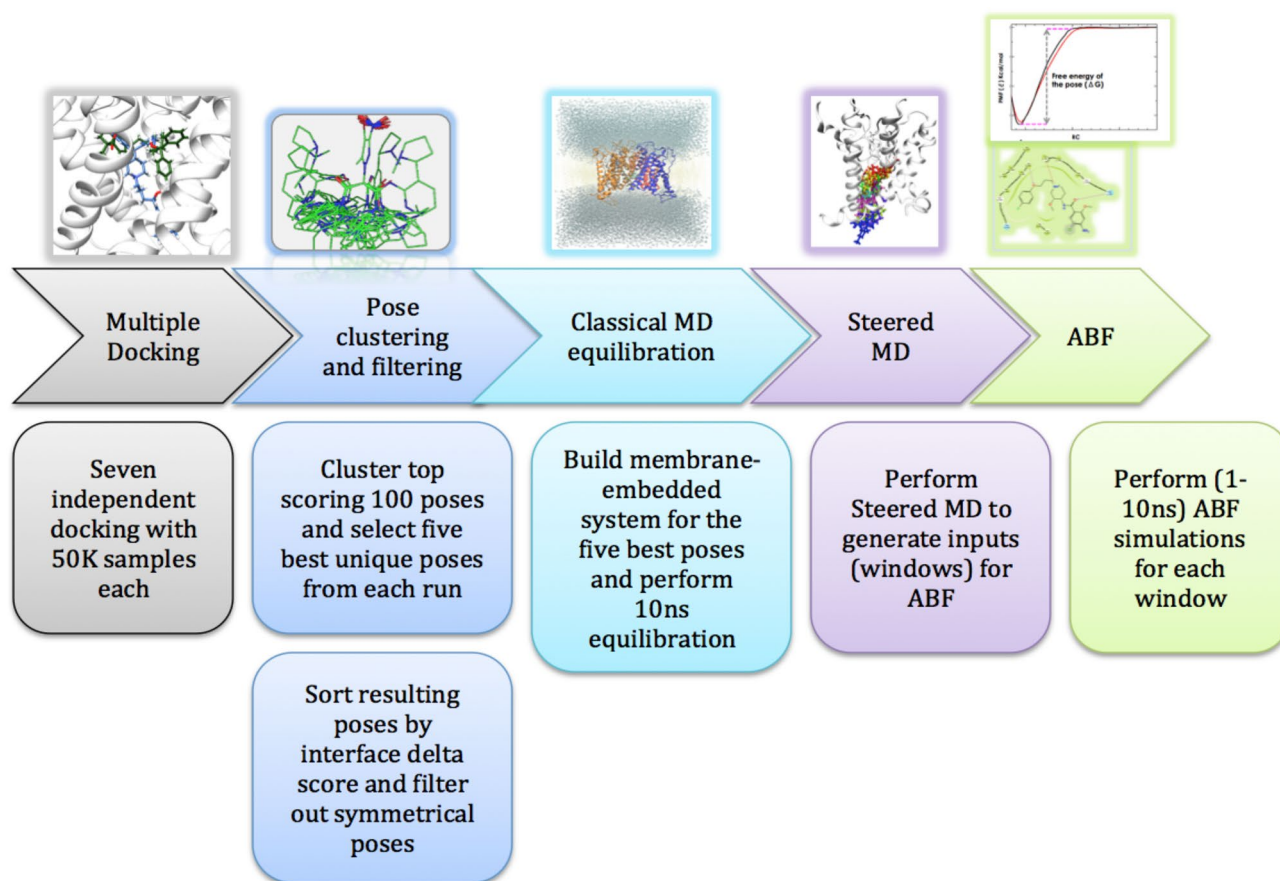 PMF (ξ) Kcal/mol
Free energy of
the pose (ΔG)
RC
Multiple
Docking
Pose
clustering
and filtering
Classical MD
equilibration
Steered
MD
ABF
Seven
independent
docking with
50K samples
each
Cluster top
scoring 100 poses
and select five
best unique poses
from each run
Build membrane-
embedded
system for the
five best poses
and perform
10ns
equilibration
Perform
Steered MD to
generate inputs
(windows) for
ABF
Perform (1-
10ns) ABF
simulations
for each
window
Sort resulting
poses by
interface delta
score and filter
out symmetrical
poses